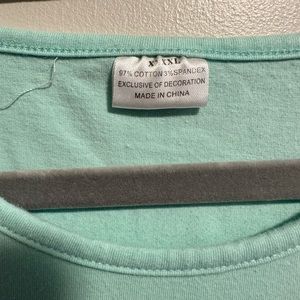 97% COTTON 3% SPANDEX
EXCLUSIVE OF DECORATION
MADE IN CHINA